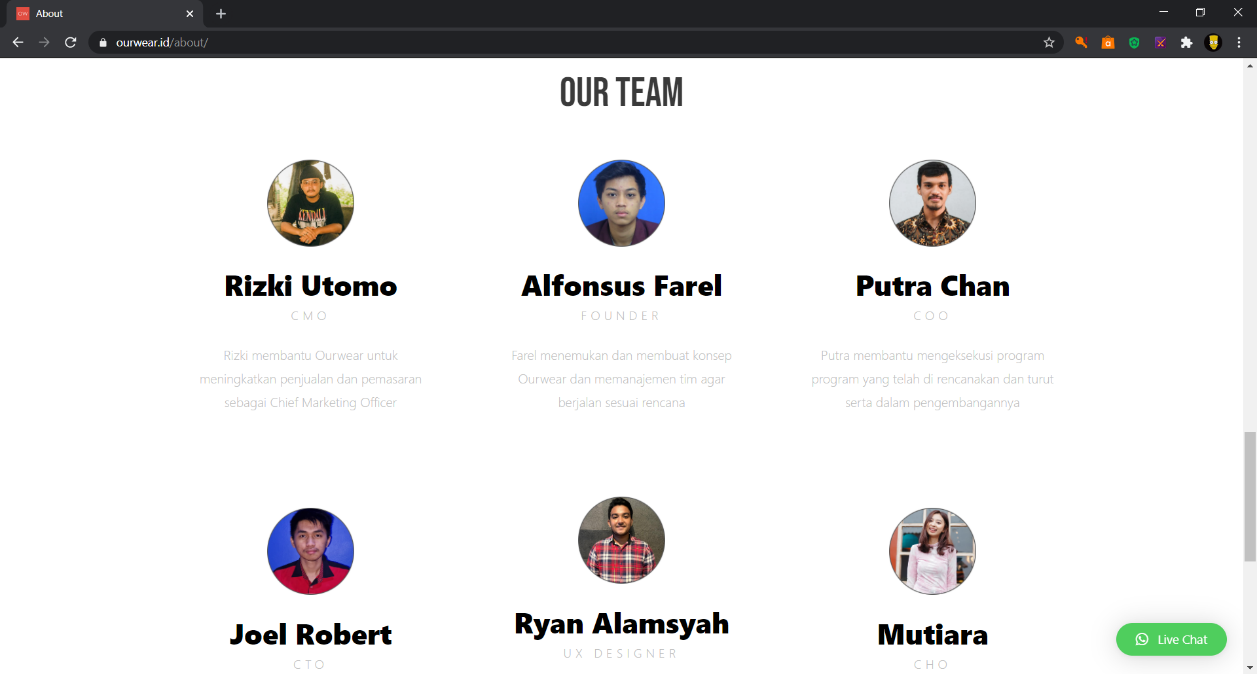 About
ourwear.id/about/
OUR TEAM
KENDALL
Rizki Utomo
CMO
Rizki membantu Ourwear untuk
meningkatkan penjualan dan pemasaran
sebagai Chief Marketing Officer
Alfonsus Farel
FOUNDER
Farel menemukan dan membuat konsep
Ourwear dan memanajemen tim agar
berjalan sesuai rencana
Putra Chan
COO
Putra membantu mengeksekusi program
program yang telah di rencanakan dan turut
serta dalam pengembangannya
Joel Robert
CTO
Ryan Alamsyah
UX DESIGNER
Mutiara
CHO
Live Chat